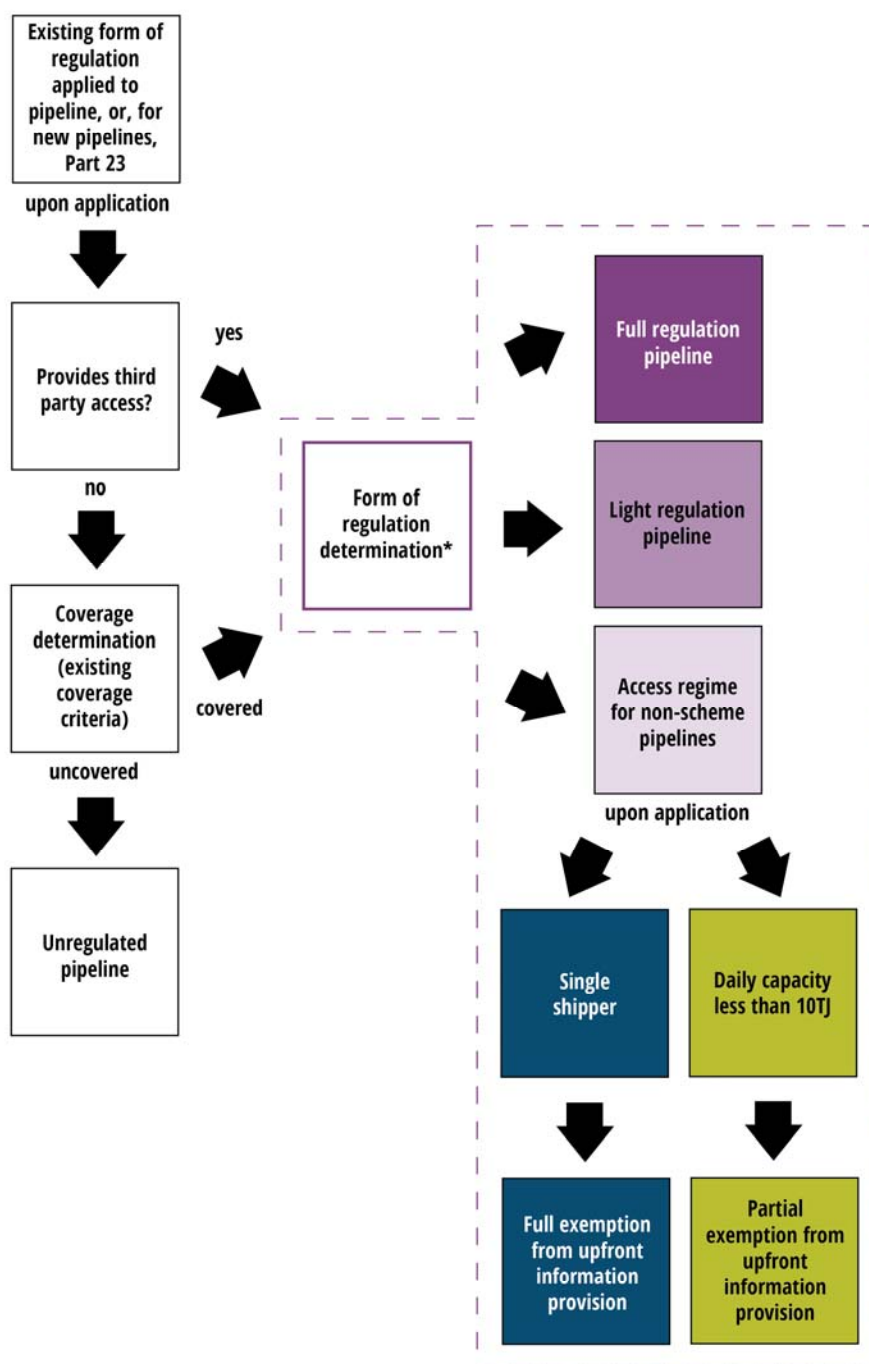 Existing form of
regulation
applied to
pipeline, or, for
new pipelines,
Part 23
upon application
Provides third
party access?
yes
no
Coverage
determination
(existing
coverage
criteria)
covered
uncovered
Unregulated
pipeline
Form of
regulation
determination*
Full regulation
pipeline
Light regulation
pipeline
Access regime
for non-scheme
pipelines
upon application
Single
shipper
Daily capacity
less than 10TJ
Full exemption
from upfront
information
provision
Partial
exemption from
upfront
information
provision